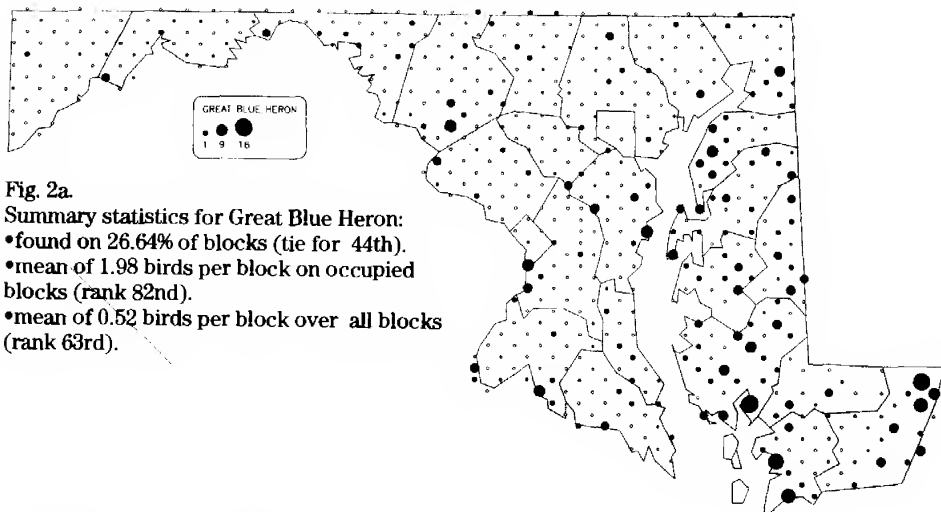 GREAT BLUE HERON
1 9 16
Fig. 2a.
Summary statistics for Great Blue Heron:
•found on 26.64% of blocks (tie for 44th).
•mean of 1.98 birds per block on occupied
blocks (rank 82nd).
•mean of 0.52 birds per block over all blocks
(rank 63rd).